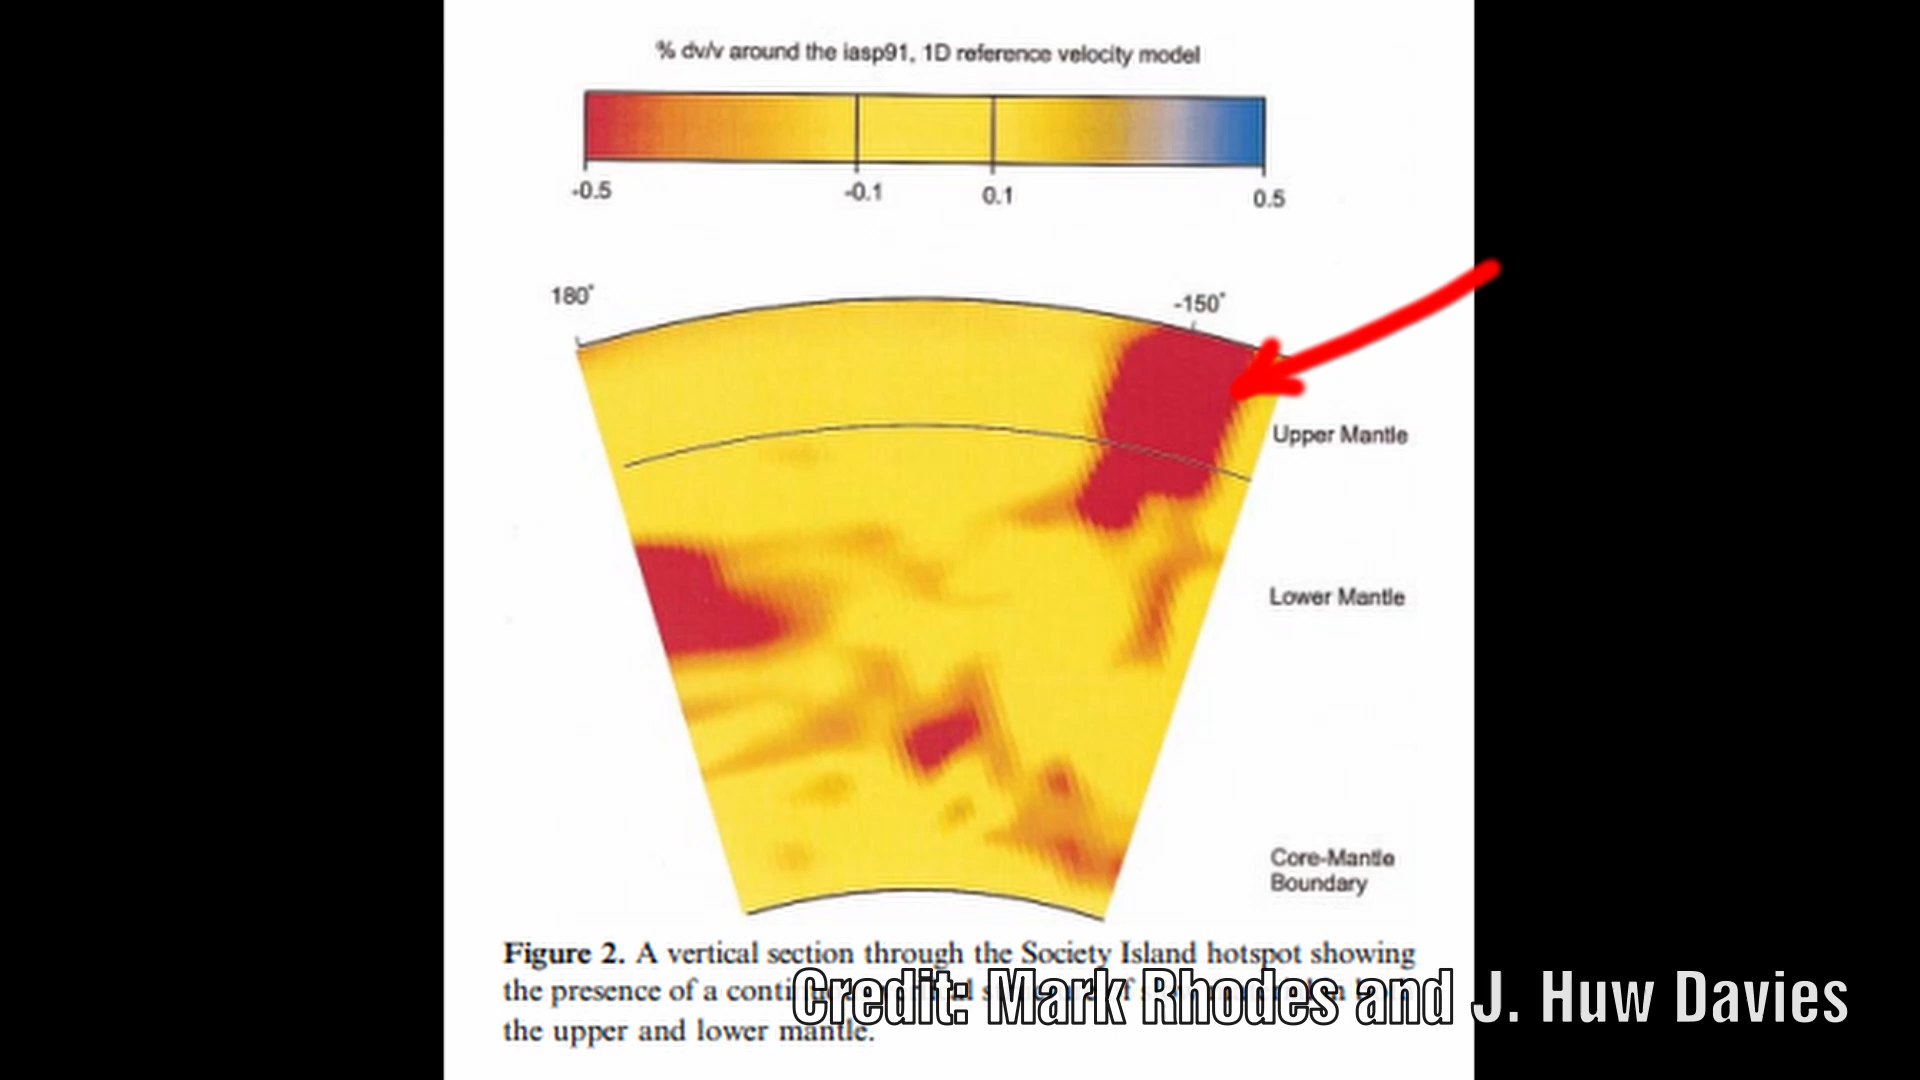 % dv/v around the iasp91, 1D reference velocity model
-0.5 -0.1 0.1 0.5
180° -150°
Upper Mantle
Lower Mantle
Core-Mantle
Boundary
Figure 2. A vertical section through the Society Island hotspot showing
the presence of a
the upper and lower mantle.
Credit: Mark Rhodes and J. Huw Davies